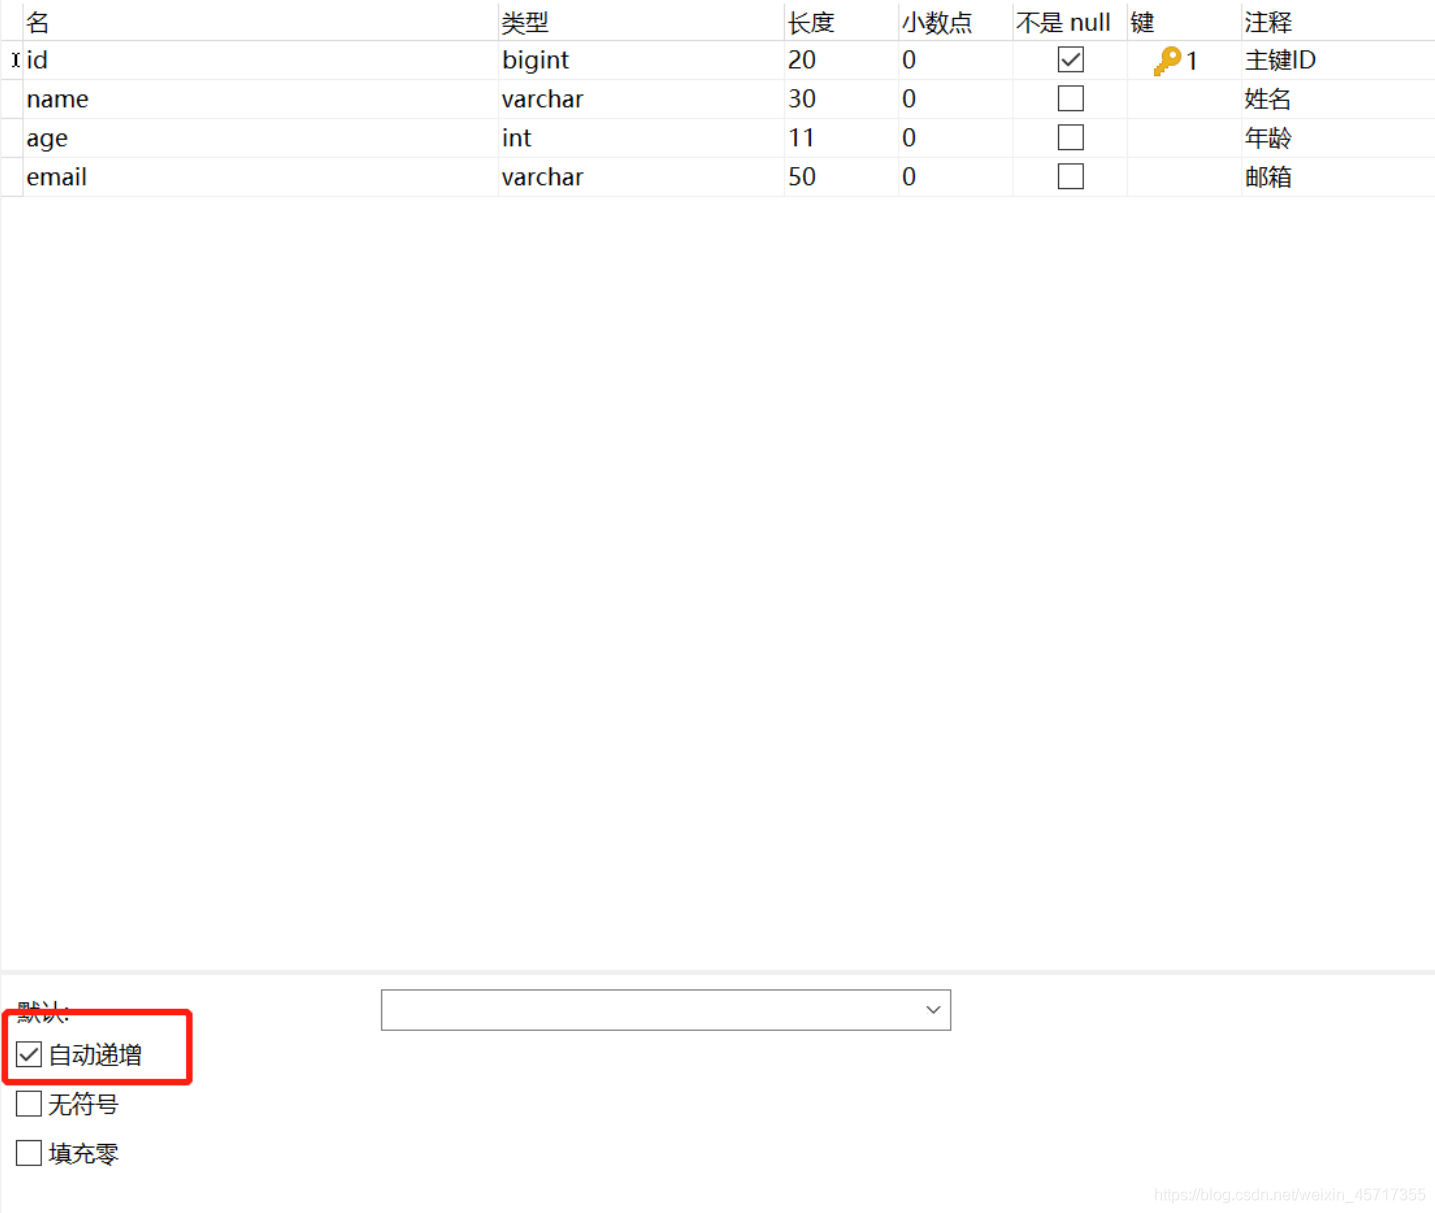 名 类型 长度 小数点 不是 null 键 注释
id bigint 20 0 1 主键ID
name varchar 30 0 姓名
age int 11 0 年龄
email varchar 50 0 邮箱
默认:
自动递增
无符号
填充零
https://blog.csdn.net/weixin_45717355